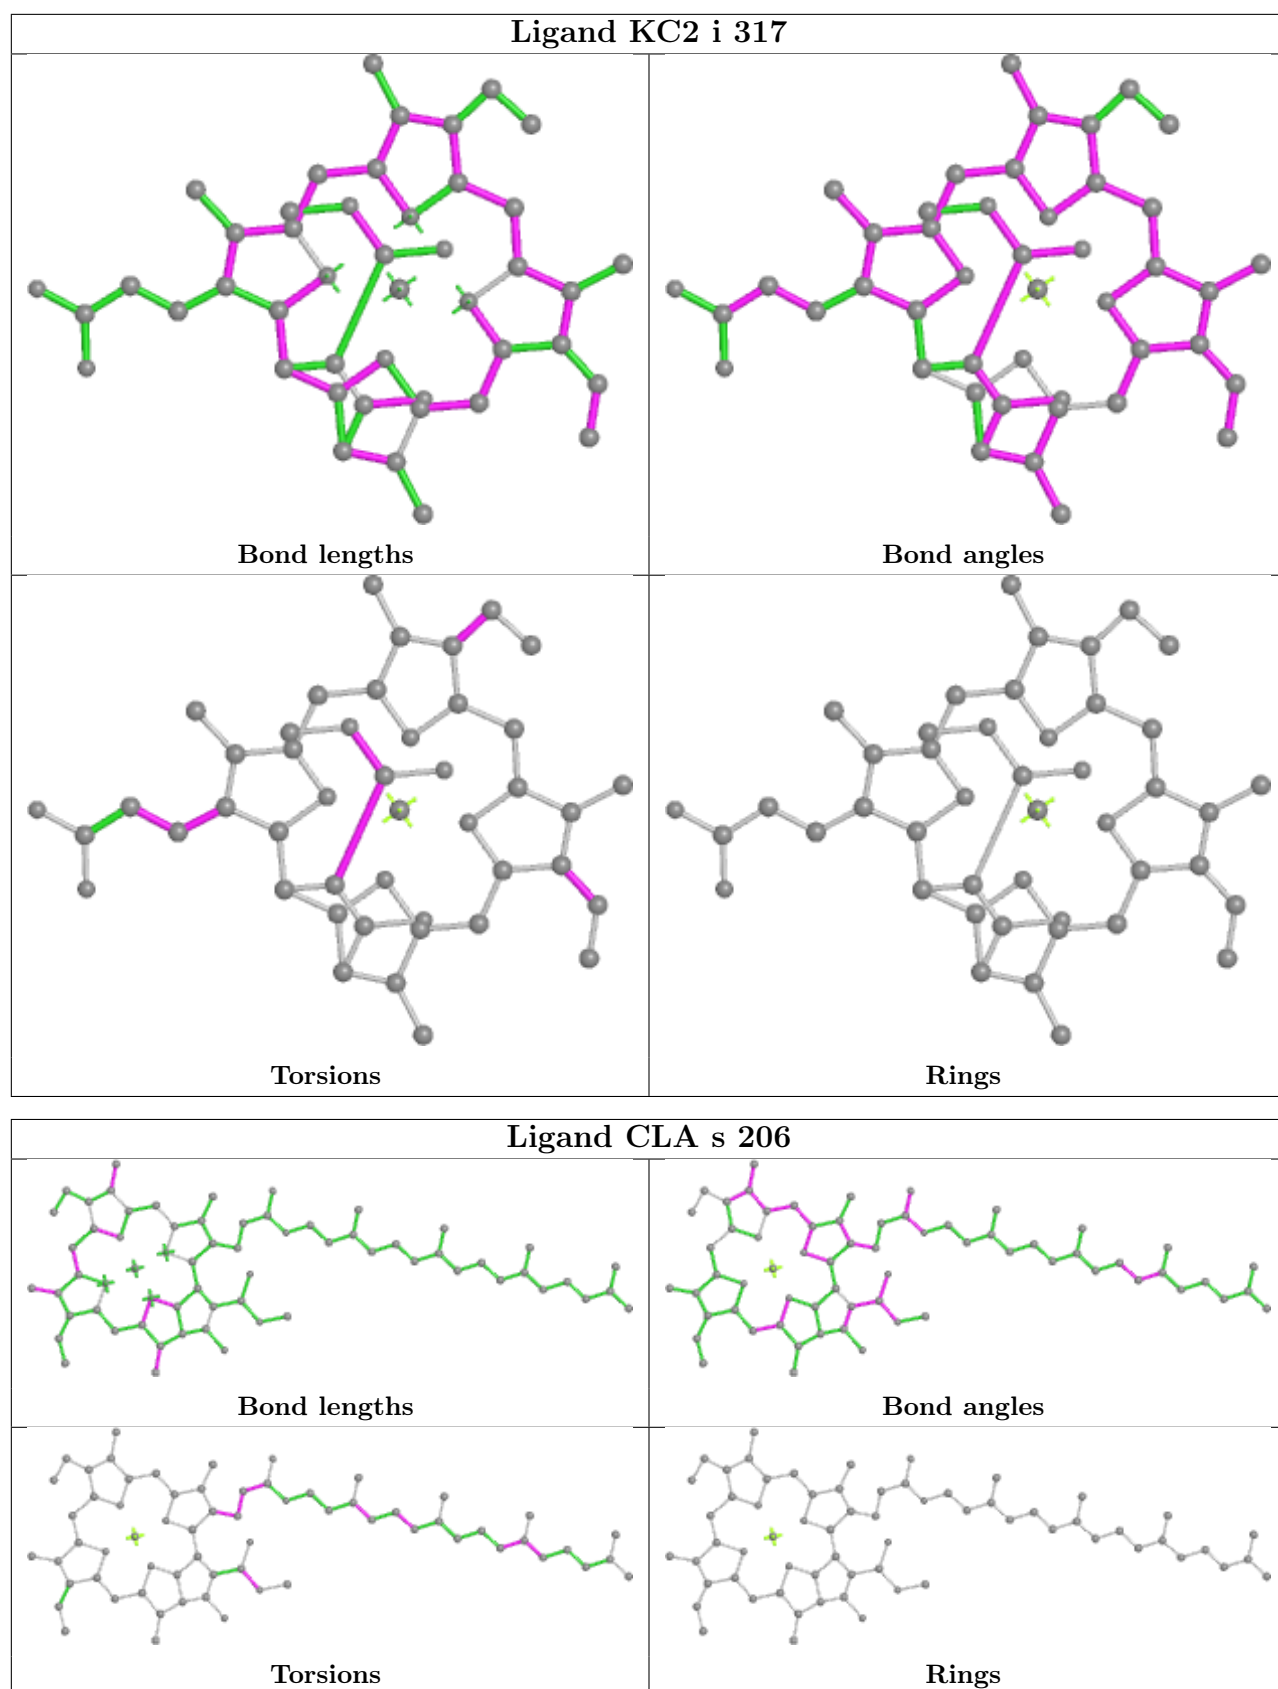 Ligand KC2 i 317
Bond lengths
Bond angles
Torsions
Rings
Ligand CLA s 206
Bond lengths
Bond angles
Torsions
Rings